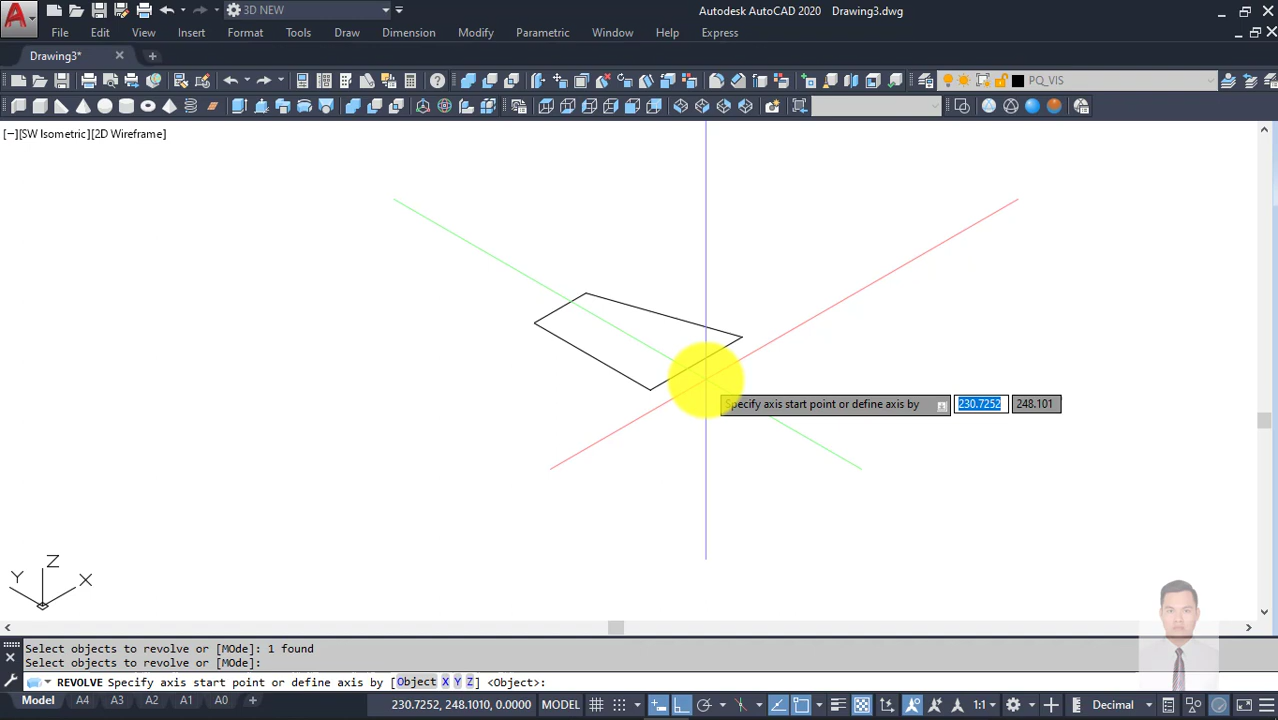 A
3D NEW
Autodesk AutoCAD 2020 Drawing3.dwg
File Edit View Insert Format Tools Draw Dimension Modify Parametric Window Help Express
Drawing3*
PQ_VIS
[−][SW Isometric][2D Wireframe]
Specify axis start point or define axis by
230.7252
248.101
Z
Y
X
Select objects to revolve or [MOde]: 1 found
Select objects to revolve or [MOde]:
REVOLVE Specify axis start point or define axis by [Object X Y Z] <Object>:
Model A4 A3 A2 A1 A0
230.7252, 248.1010, 0.0000 MODEL
1:1
Decimal